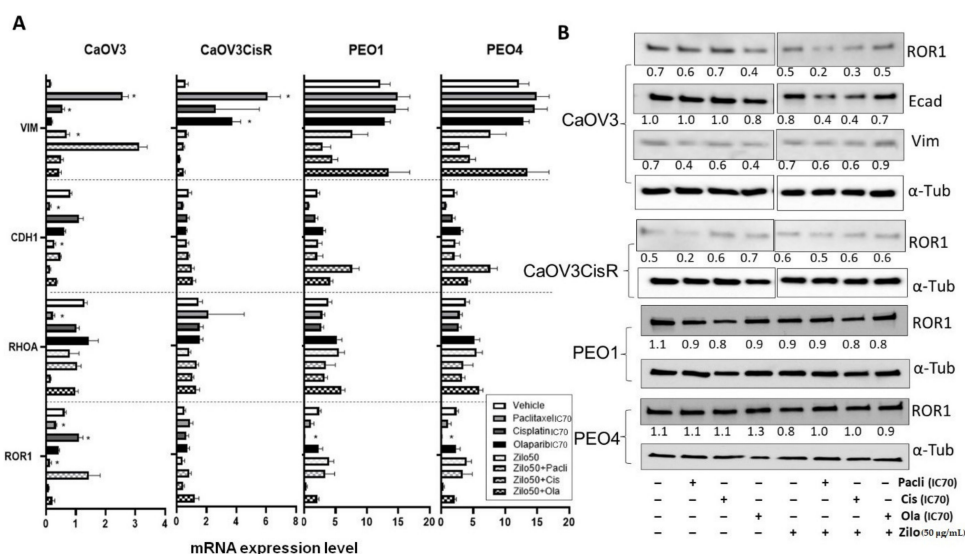 A
CaOV3 CaOV3CisR PEO1 PEO4
VIM
CDH1
RHOA
ROR1
0 1 2 3 4
0 2 4 6 8
0 5 10 15 20
0 5 10 15 20
* * * * * * * * * * * *
Vehicle
PaclitaxelIC70
CisplatinIC70
OlaparibIC70
Zilo50
Zilo50+Pacli
Zilo50+Cis
Zilo50+Ola
mRNA expression level
B
CaOV3
ROR1
0.7 0.6 0.7 0.4 0.5 0.2 0.3 0.5
Ecad
1.0 1.0 1.0 0.8 0.8 0.4 0.4 0.7
Vim
0.7 0.4 0.6 0.4 0.7 0.6 0.6 0.9
α-Tub
CaOV3CisR
ROR1
0.5 0.2 0.6 0.7 0.6 0.5 0.6 0.6
α-Tub
PEO1
ROR1
1.1 0.9 0.8 0.9 0.9 0.9 0.8 0.8
α-Tub
PEO4
ROR1
1.1 1.1 1.1 1.3 0.8 1.0 1.0 0.9
α-Tub
– + – – – + – – Pacli (IC70)
– – + – – – + – Cis (IC70)
– – – + – – – + Ola (IC70)
– – – – + + + + Zilo (50 µg/mL)